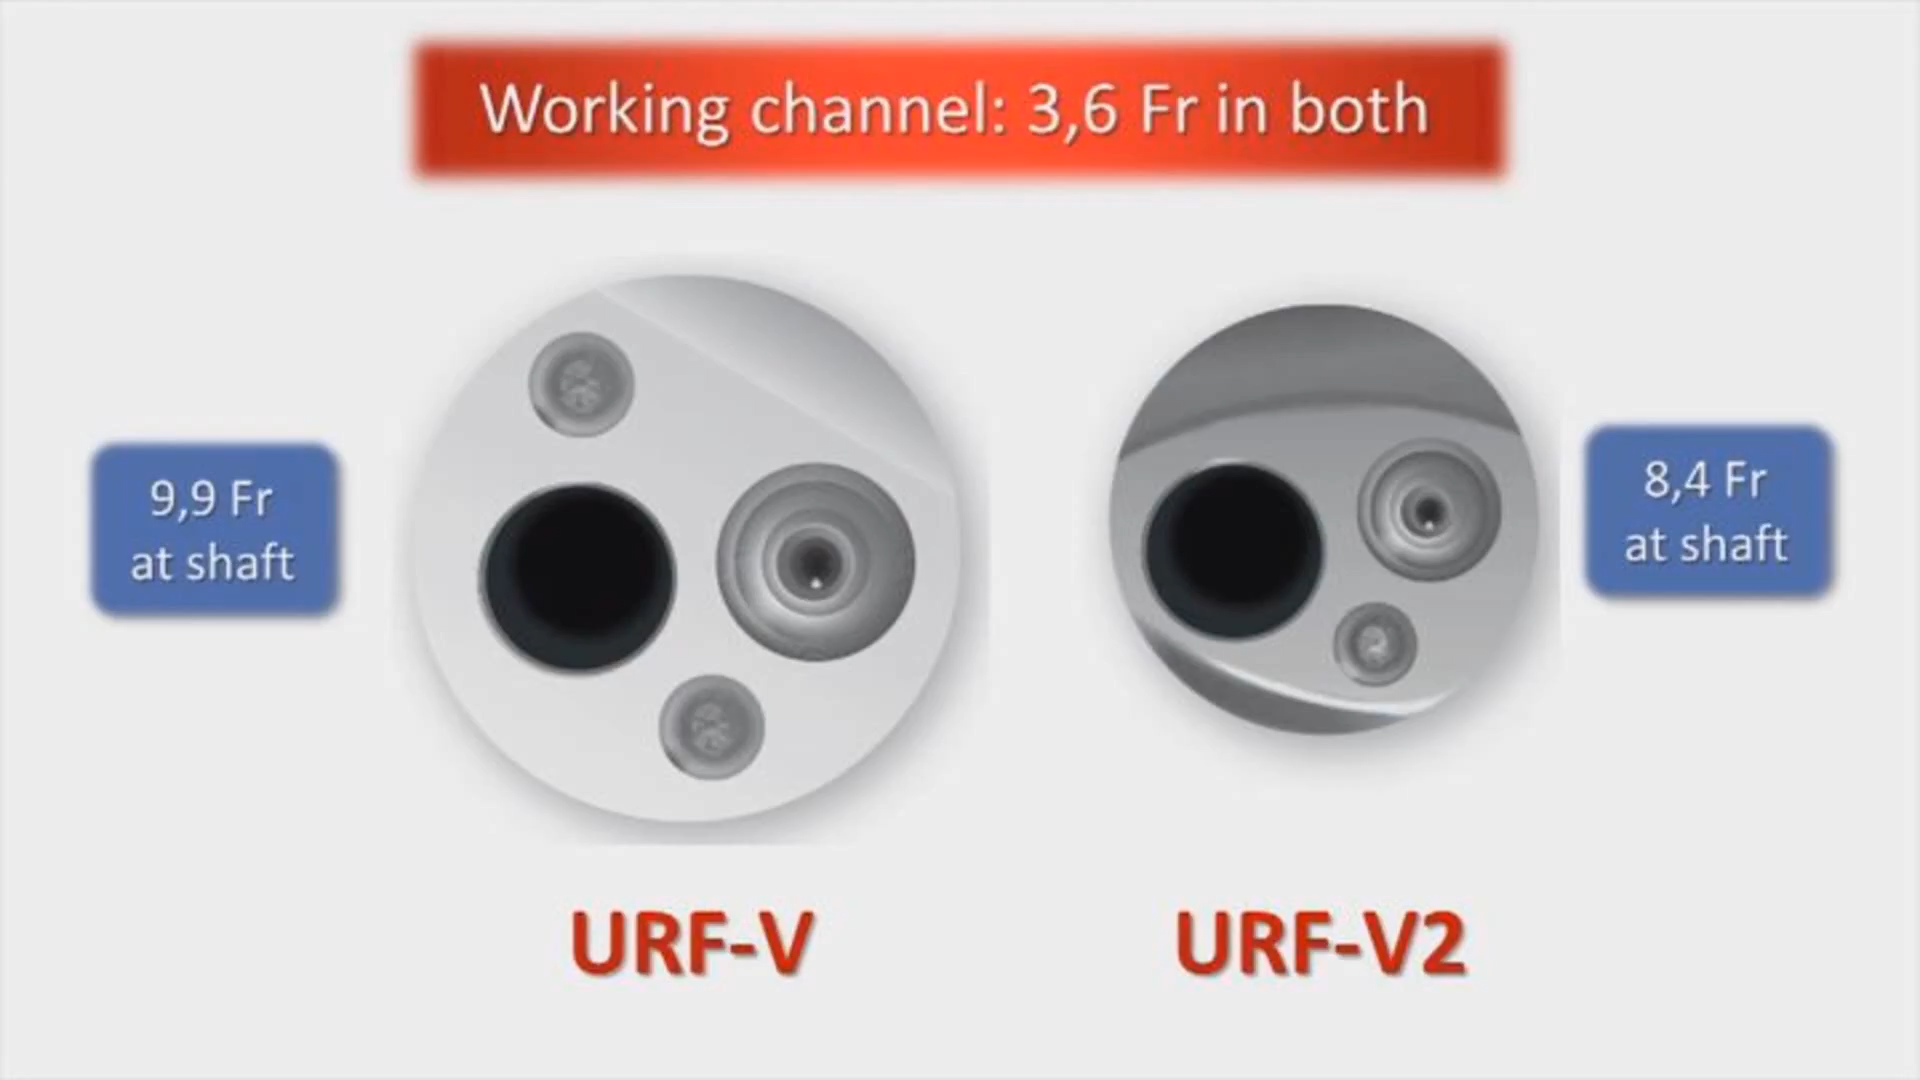 Working channel: 3,6 Fr in both
9,9 Fr
at shaft
8,4 Fr
at shaft
URF-V
URF-V2